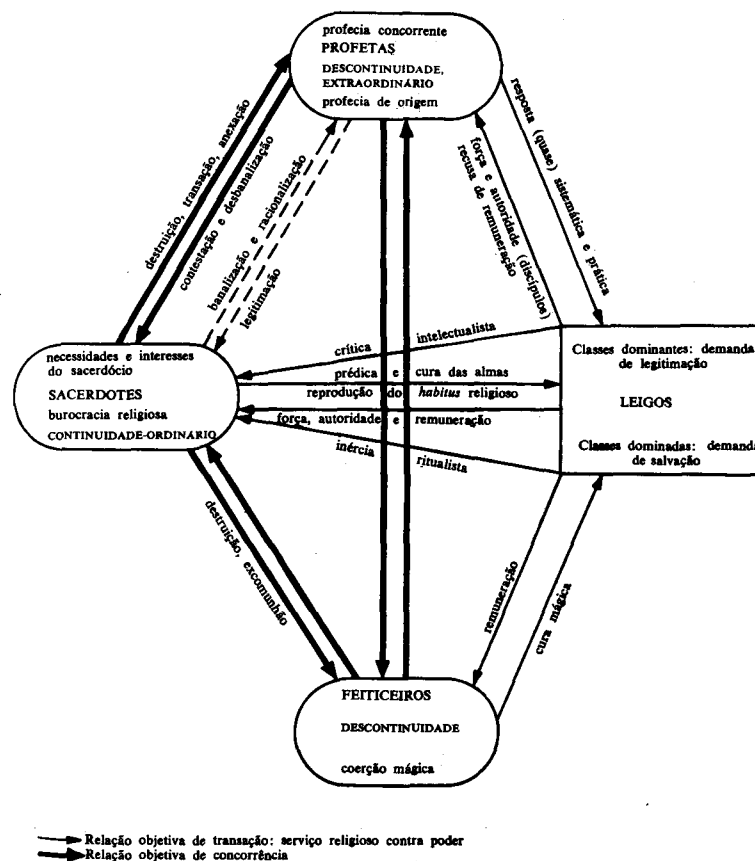 profecia concorrente
PROFETAS
DESCONTINUIDADE,
EXTRAORDINÁRIO
profecia de origem
destruição, transação, anexação
contestação e desbanalização
banalização e racionalização
legitimação
força e autoridade (discípulos)
recusa de remuneração
resposta (quase) sistemática e prática
necessidades e interesses
do sacerdócio
SACERDOTES
burocracia religiosa
CONTINUIDADE-ORDINÁRIO
crítica intelectualista
prédica e cura das almas
reprodução do habitus religioso
força, autoridade e remuneração
inércia ritualista
Classes dominantes: demanda
de legitimação
LEIGOS
Classes dominadas: demanda
de salvação
destruição, excomunhão
remuneração
cura mágica
FEITICEIROS
DESCONTINUIDADE
coerção mágica
Relação objetiva de transação: serviço religioso contra poder
Relação objetiva de concorrência